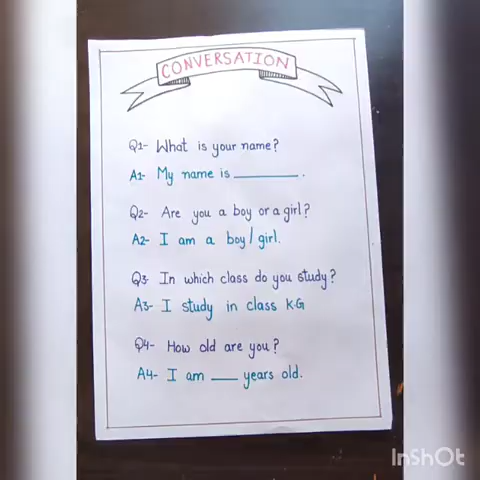 CONVERSATION
Q1- What is your name?
A1- My name is ________.
Q2- Are you a boy or a girl?
A2- I am a boy/girl.
Q3- In which class do you study?
A3- I study in class K.G
Q4- How old are you?
A4- I am ___ years old.
InShOt